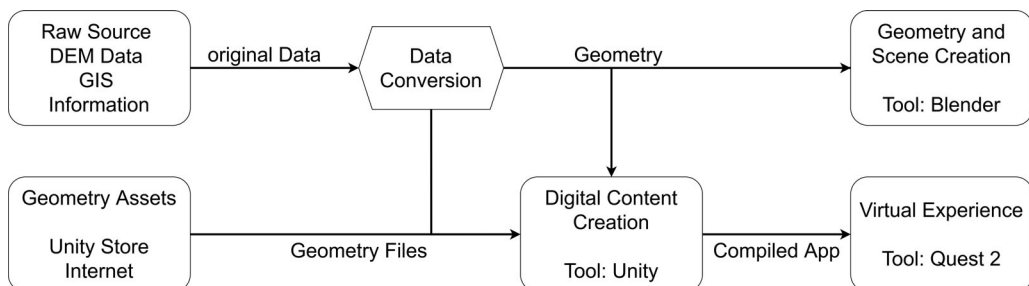 Raw Source
DEM Data
GIS
Information
original Data
Data
Conversion
Geometry
Geometry and
Scene Creation
Tool: Blender
Geometry Assets
Unity Store
Internet
Geometry Files
Digital Content
Creation
Tool: Unity
Compiled App
Virtual Experience
Tool: Quest 2